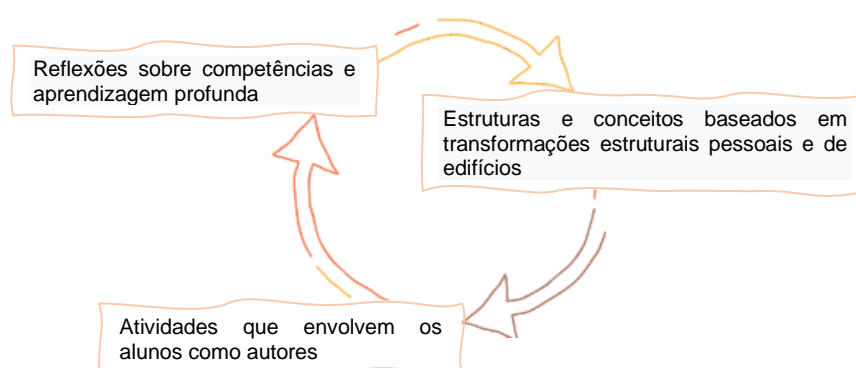 Reflexões sobre competências e
aprendizagem profunda
Estruturas e conceitos baseados em
transformações estruturais pessoais e de
edifícios
Atividades que envolvem os
alunos como autores